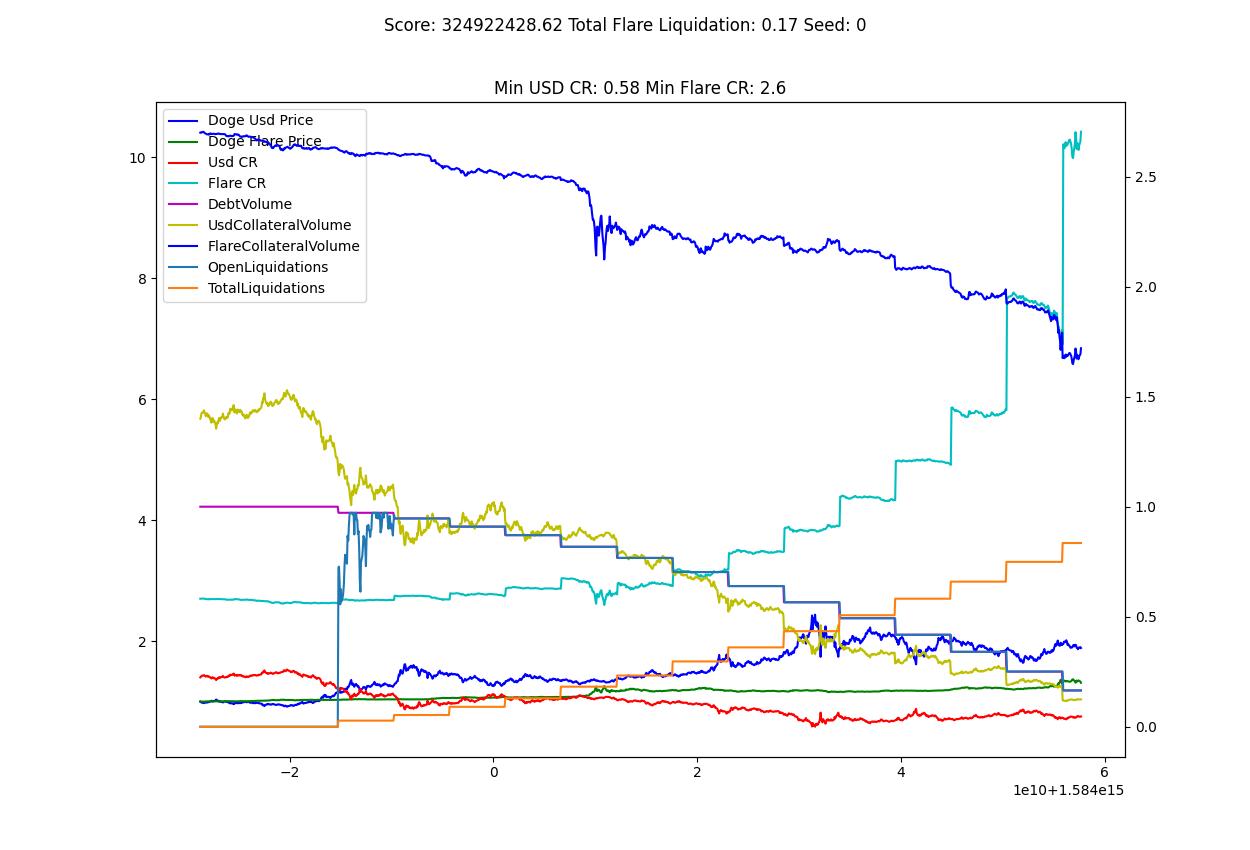 Score: 324922428.62 Total Flare Liquidation: 0.17 Seed: 0
Min USD CR: 0.58 Min Flare CR: 2.6
Doge Usd Price
Doge Flare Price
Usd CR
Flare CR
DebtVolume
UsdCollateralVolume
FlareCollateralVolume
OpenLiquidations
TotalLiquidations
10
8
6
4
2
2.5
2.0
1.5
1.0
0.5
0.0
−2
0
2
4
6
1e10+1.584e15